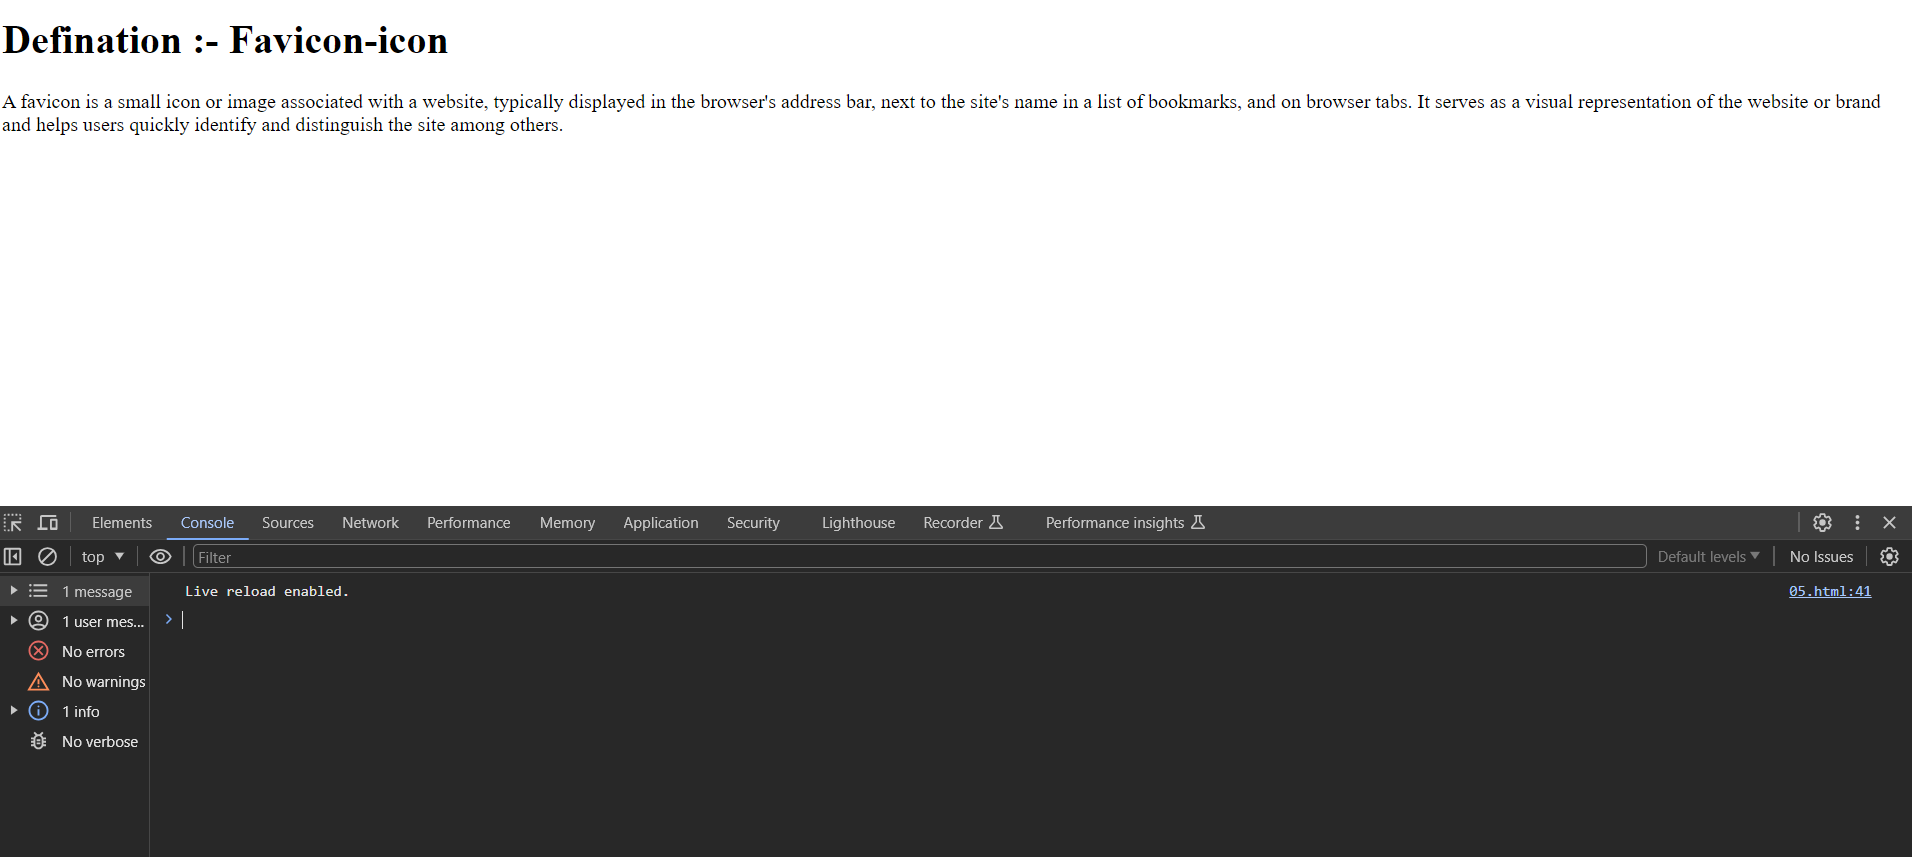 Defination :- Favicon-icon
A favicon is a small icon or image associated with a website, typically displayed in the browser's address bar, next to the site's name in a list of bookmarks, and on browser tabs. It serves as a visual representation of the website or brand
and helps users quickly identify and distinguish the site among others.
Elements Console Sources Network Performance Memory Application Security Lighthouse Recorder Performance insights
top Filter Default levels No Issues
1 message
Live reload enabled. 05.html:41
1 user mes...
No errors
No warnings
1 info
No verbose